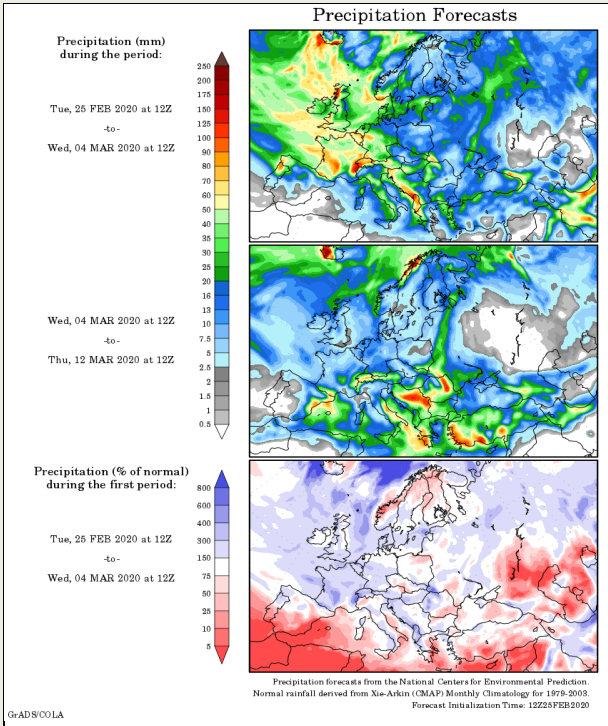 Precipitation Forecasts
Precipitation (mm)
during the period:
Tue, 25 FEB 2020 at 12Z
-to-
Wed, 04 MAR 2020 at 12Z
250
200
175
150
125
100
90
80
70
60
50
40
35
30
25
20
16
13
10
7.5
5
2.5
2
1.5
1
0.5
Wed, 04 MAR 2020 at 12Z
-to-
Thu, 12 MAR 2020 at 12Z
Precipitation (% of normal)
during the first period:
Tue, 25 FEB 2020 at 12Z
-to-
Wed, 04 MAR 2020 at 12Z
800
600
400
300
150
75
50
25
10
5
Precipitation forecasts from the National Centers for Environmental Prediction.
Normal rainfall derived from Xie-Arkin (CMAP) Monthly Climatology for 1979-2003.
Forecast Initialization Time: 12Z25FEB2020
GrADS/COLA